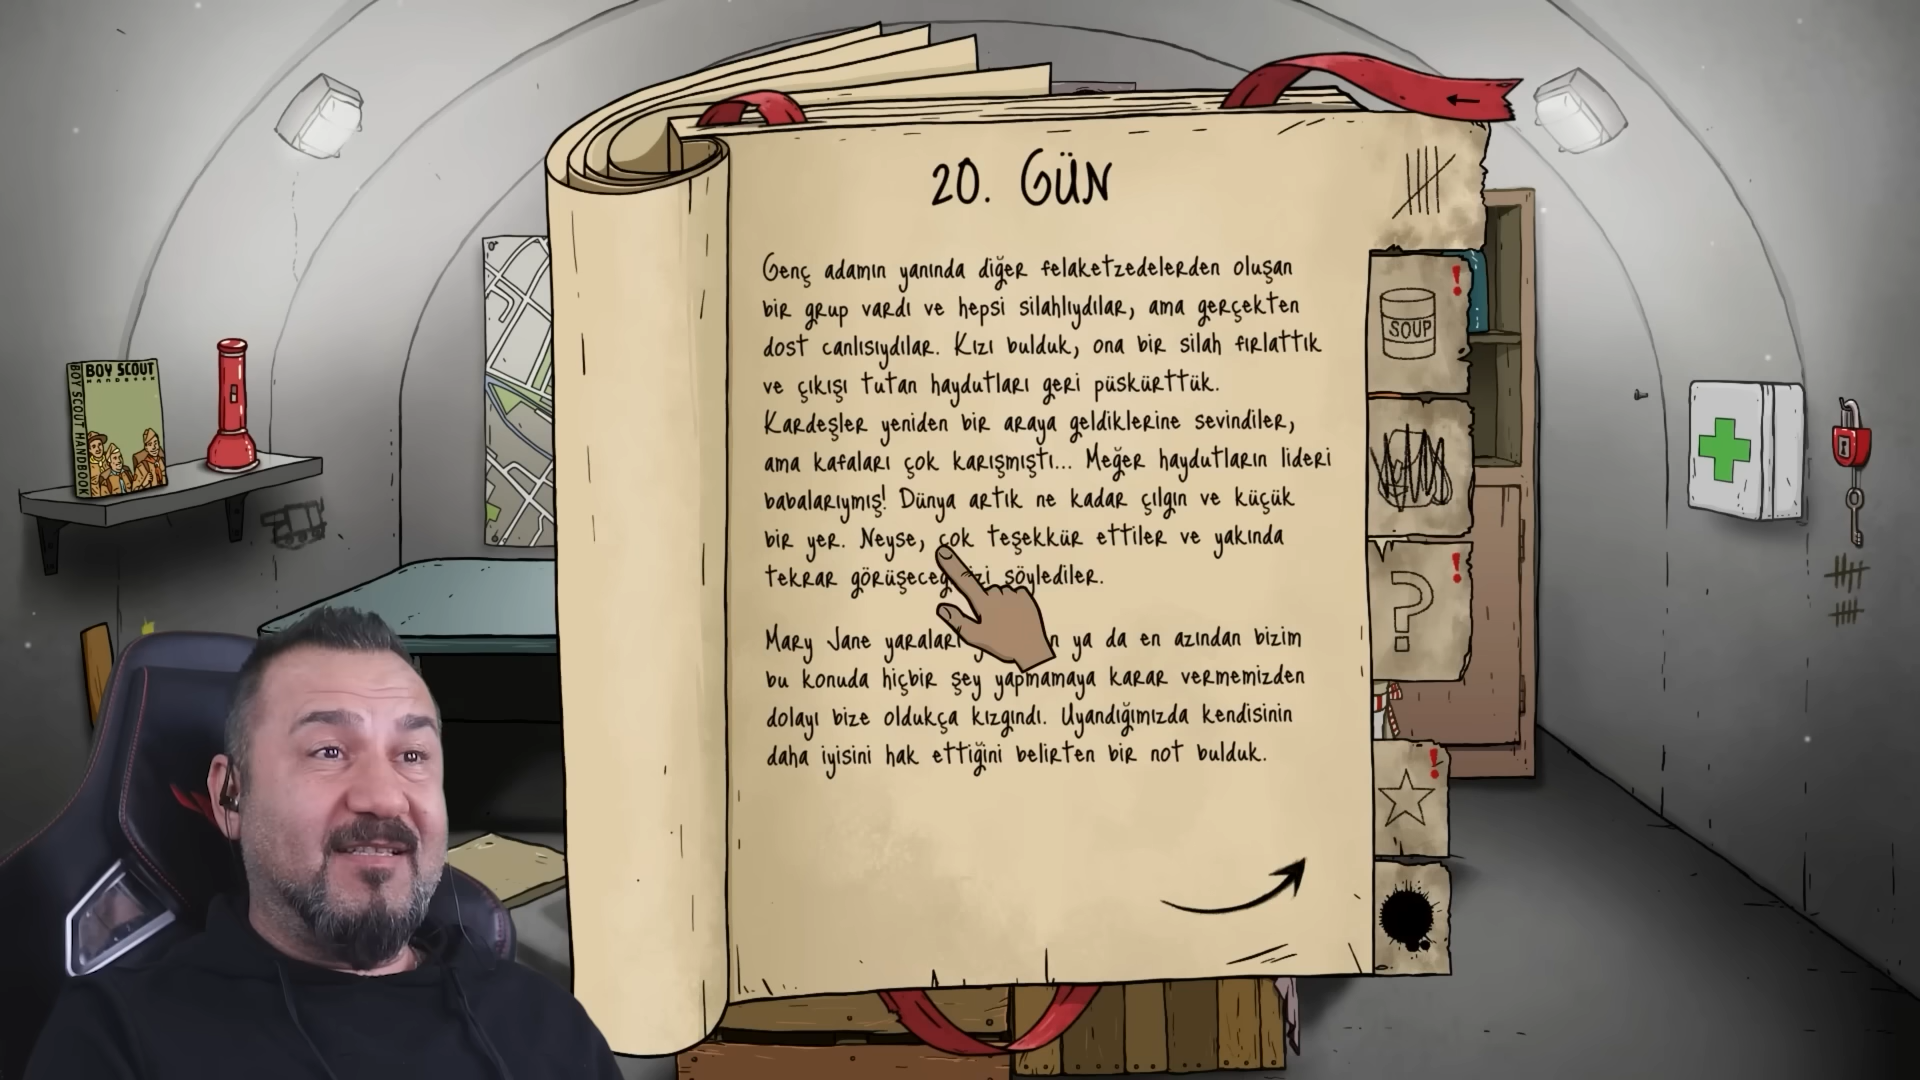 20. GÜN
Genç adamın yanında diğer felaketzedelerden oluşan
bir grup vardı ve hepsi silahlıydılar, ama gerçekten
dost canlısıydılar. Kızı bulduk, ona bir silah fırlattık
ve çıkışı tutan haydutları geri püskürttük.
Kardeşler yeniden bir araya geldiklerine sevindiler,
ama kafaları çok karışmıştı... Meğer haydutların lideri
babalarıymış! Dünya artık ne kadar çılgın ve küçük
bir yer. Neyse, çok teşekkür ettiler ve yakında
tekrar söylediler.
Mary Jane ya da en azından bizim
bu konuda hiçbir şey yapmamaya karar vermemizden
dolayı bize oldukça kızgındı. Uyandığımızda kendisinin
daha iyisini hak ettiğini belirten bir not bulduk.
SOUP
!
?
!
!
BOY SCOUT
HANDBOOK
BOY SCOUT HANDBOOK